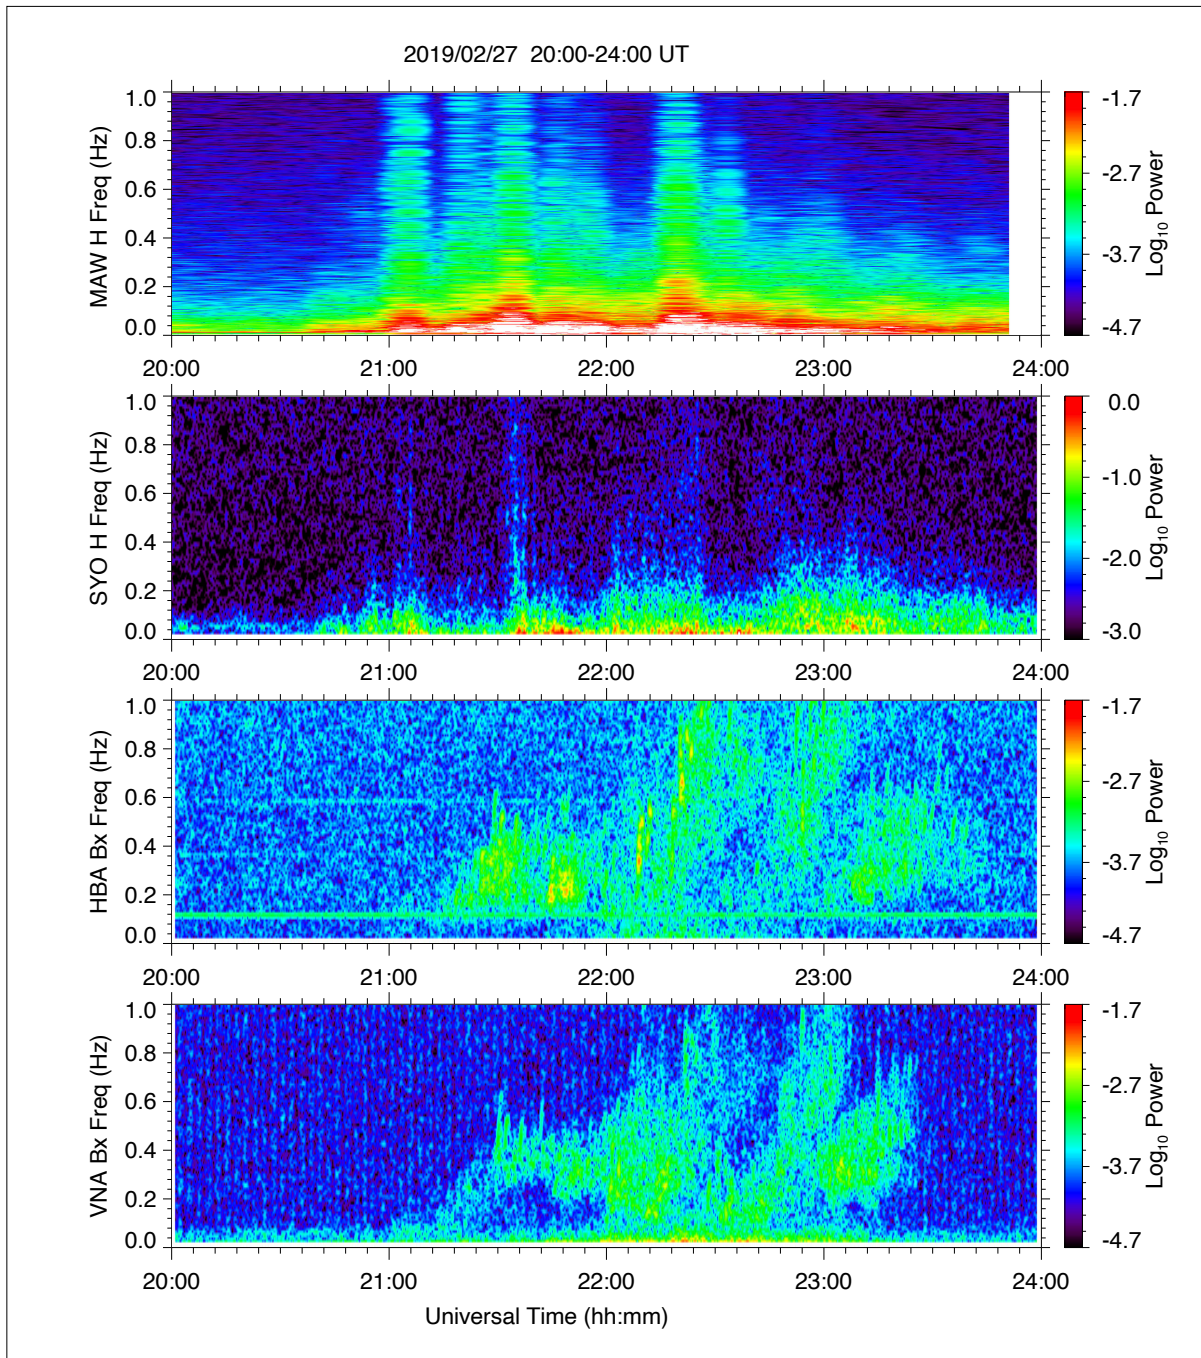 2019/02/27  20:00-24:00 UT
MAW H Freq (Hz)
1.0
0.8
0.6
0.4
0.2
0.0
20:00 21:00 22:00 23:00 24:00
-1.7
-2.7
-3.7
-4.7
Log₁₀ Power
SYO H Freq (Hz)
1.0
0.8
0.6
0.4
0.2
0.0
20:00 21:00 22:00 23:00 24:00
0.0
-1.0
-2.0
-3.0
Log₁₀ Power
HBA Bx Freq (Hz)
1.0
0.8
0.6
0.4
0.2
0.0
20:00 21:00 22:00 23:00 24:00
-1.7
-2.7
-3.7
-4.7
Log₁₀ Power
VNA Bx Freq (Hz)
1.0
0.8
0.6
0.4
0.2
0.0
20:00 21:00 22:00 23:00 24:00
-1.7
-2.7
-3.7
-4.7
Log₁₀ Power
Universal Time (hh:mm)